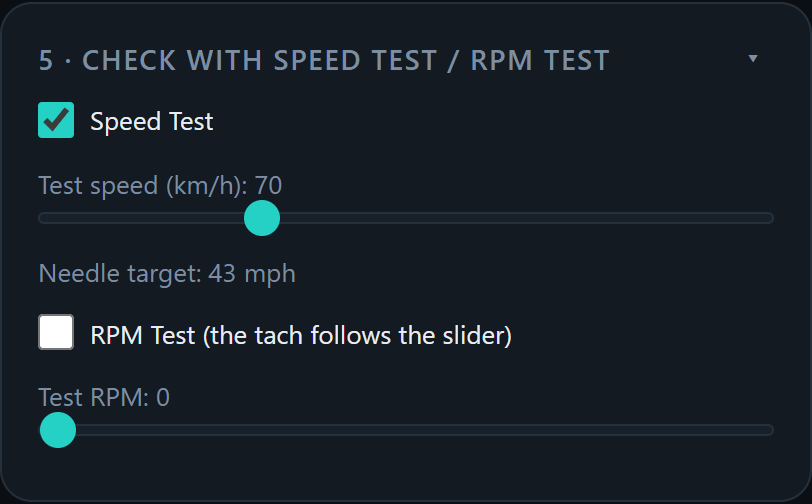 5 · CHECK WITH SPEED TEST / RPM TEST
Speed Test
Test speed (km/h): 70
Needle target: 43 mph
RPM Test (the tach follows the slider)
Test RPM: 0